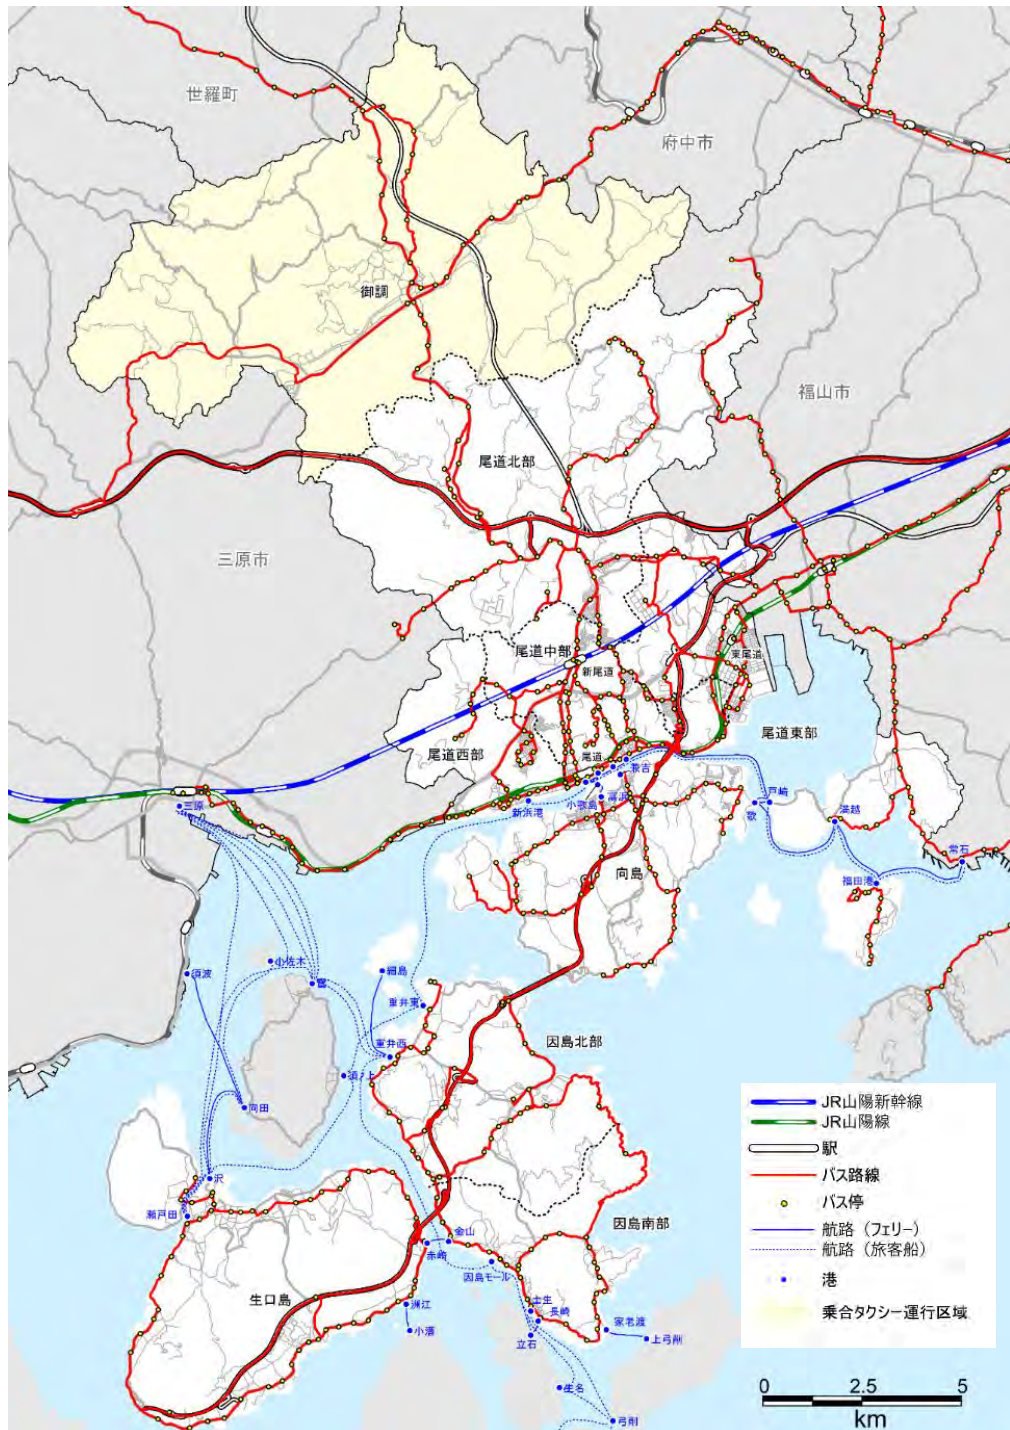 世羅町
府中市
御調
福山市
尾道北部
三原市
尾道中部
新尾道
東尾道
尾道西部
尾道東部
尾道
兼吉
三原
新浜港
小歌島
富浜
歌
戸崎
満越
常石
福田港
向島
須波
小佐木
鷺
細島
重井東
重井西
因島北部
須ノ上
向田
沢
瀬戸田
因島南部
金山
赤崎
因島モール
生口島
洲江
小漕
土生
長崎
立石
家老渡
上弓削
生名
弓削
JR山陽新幹線
JR山陽線
駅
バス路線
バス停
航路（フェリー）
航路（旅客船）
港
乗合タクシー運行区域
0 2.5 5
km